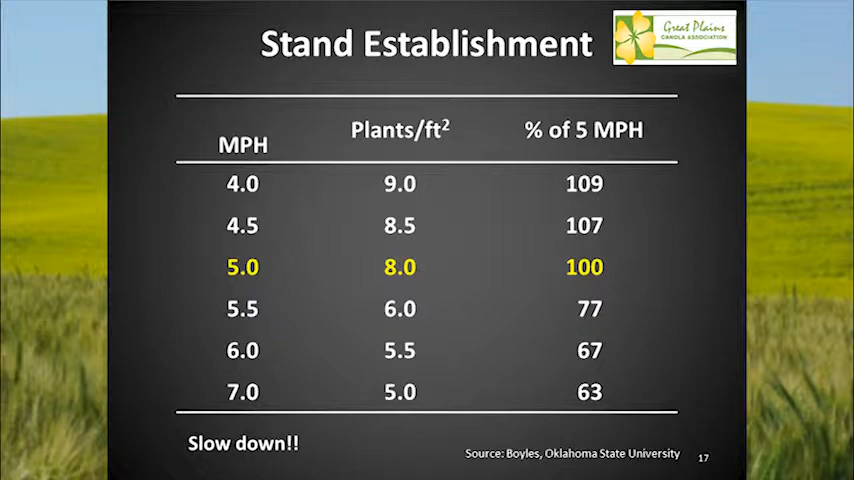 Stand Establishment
Great Plains
CANOLA ASSOCIATION
MPH Plants/ft² % of 5 MPH
4.0 9.0 109
4.5 8.5 107
5.0 8.0 100
5.5 6.0 77
6.0 5.5 67
7.0 5.0 63
Slow down!!
Source: Boyles, Oklahoma State University 17